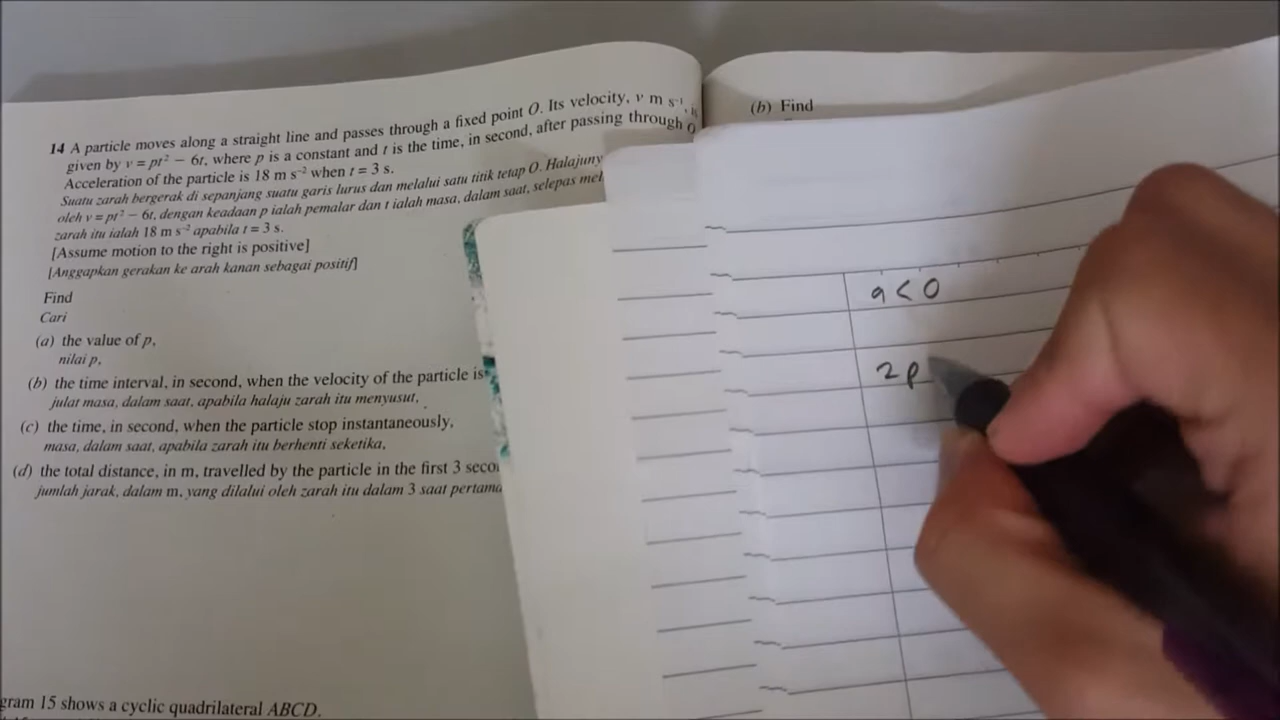 14 A particle moves along a straight line and passes through a fixed point O. Its velocity, v m s⁻¹, is
given by v = pt² – 6t, where p is a constant and t is the time, in second, after passing through O
Acceleration of the particle is 18 m s⁻² when t = 3 s.
Suatu zarah bergerak di sepanjang suatu garis lurus dan melalui satu titik tetap O. Halajuny
oleh v = pt² – 6t, dengan keadaan p ialah pemalar dan t ialah masa, dalam saat, selepas mel
zarah itu ialah 18 m s⁻² apabila t = 3 s.
[Assume motion to the right is positive]
[Anggapkan gerakan ke arah kanan sebagai positif]
Find
Cari
(a) the value of p,
nilai p,
(b) the time interval, in second, when the velocity of the particle is
julat masa, dalam saat, apabila halaju zarah itu menyusut,
(c) the time, in second, when the particle stop instantaneously,
masa, dalam saat, apabila zarah itu berhenti seketika,
(d) the total distance, in m, travelled by the particle in the first 3 seco
jumlah jarak, dalam m, yang dilalui oleh zarah itu dalam 3 saat pertama
gram 15 shows a cyclic quadrilateral ABCD.
(b) Find
a < 0
2p